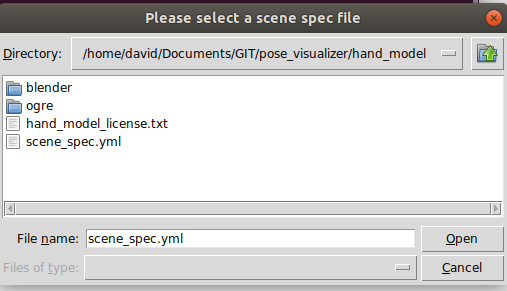 Please select a scene spec file
Directory: /home/david/Documents/GIT/pose_visualizer/hand_model
blender
ogre
hand_model_license.txt
scene_spec.yml
File name: scene_spec.yml Open
Files of type: Cancel